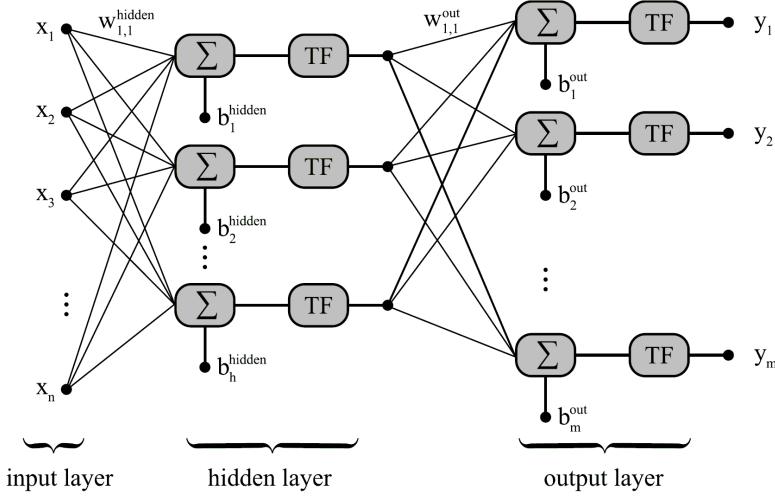 x₁
w₁,₁ʰⁱᵈᵈᵉⁿ
Σ
TF
b₁ʰⁱᵈᵈᵉⁿ
x₂
Σ
TF
b₂ʰⁱᵈᵈᵉⁿ
x₃
⋮
Σ
TF
bₕʰⁱᵈᵈᵉⁿ
⋮
xₙ
w₁,₁ᵒᵘᵗ
Σ
TF
y₁
b₁ᵒᵘᵗ
Σ
TF
y₂
b₂ᵒᵘᵗ
⋮
Σ
TF
yₘ
bₘᵒᵘᵗ
input layer
hidden layer
output layer